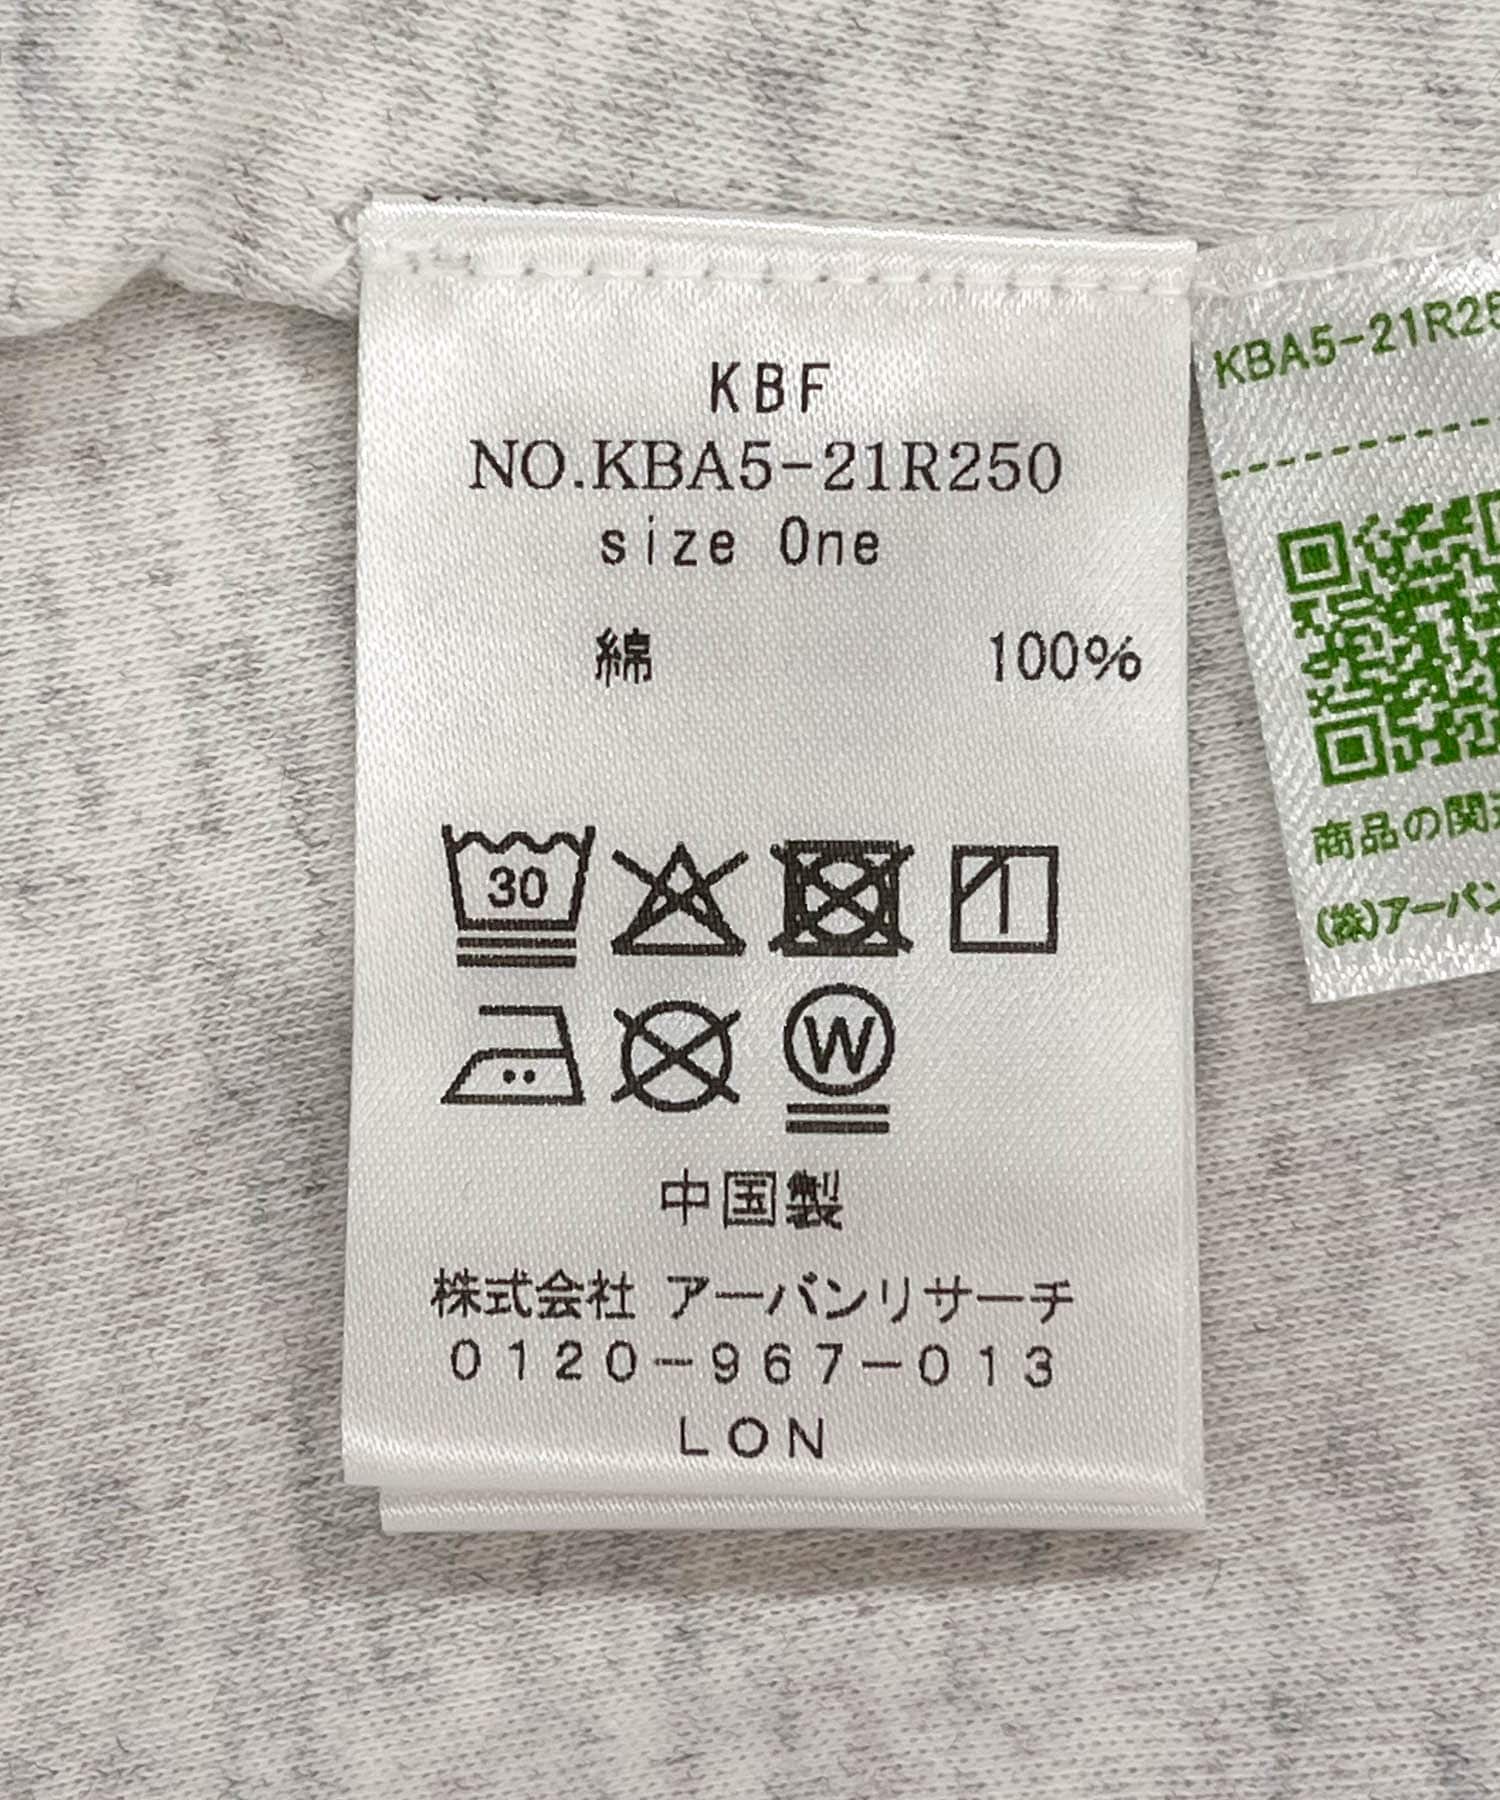 KBF
NO.KBA5-21R250
size One
綿 100%
30
W
中国製
株式会社 アーバンリサーチ
0120-967-013
LON
KBA5-21R25
商品の関
(株)アーバン